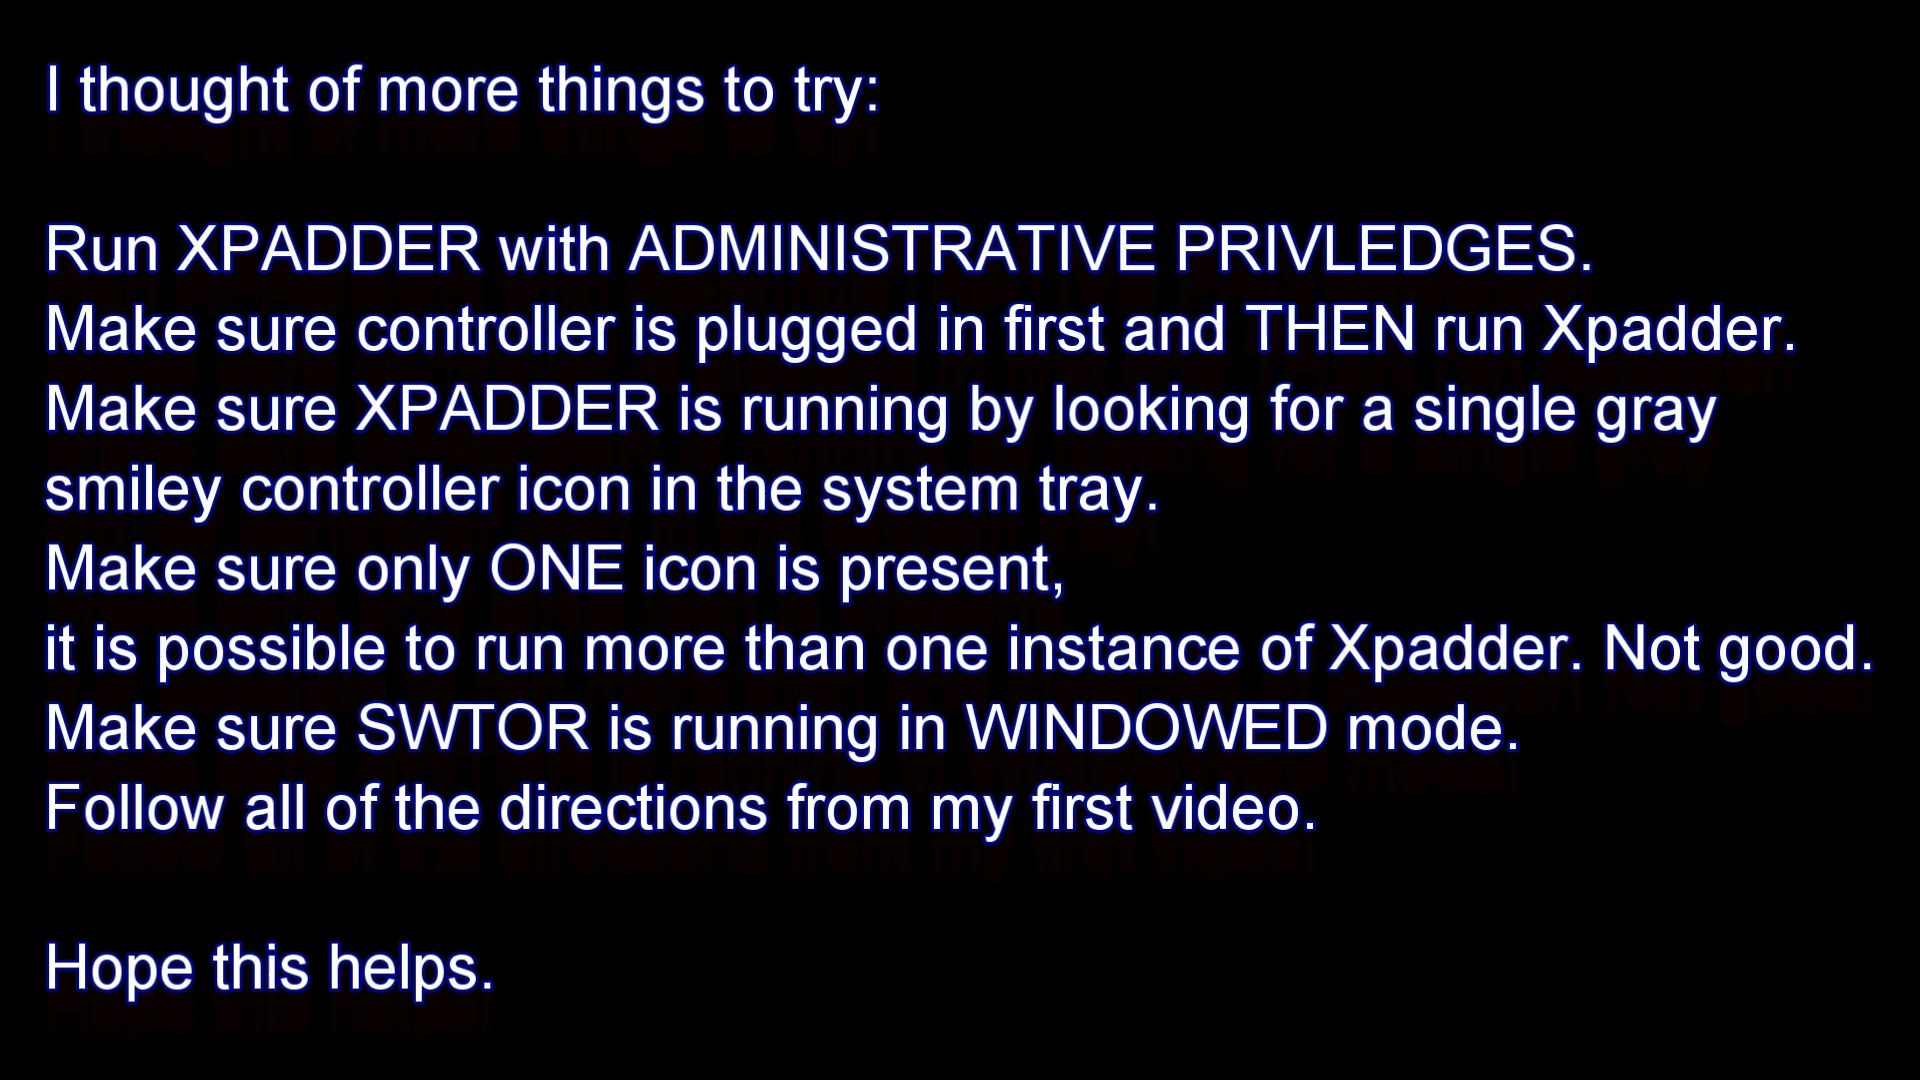 I thought of more things to try:
Run XPADDER with ADMINISTRATIVE PRIVLEDGES.
Make sure controller is plugged in first and THEN run Xpadder.
Make sure XPADDER is running by looking for a single gray
smiley controller icon in the system tray.
Make sure only ONE icon is present,
it is possible to run more than one instance of Xpadder. Not good.
Make sure SWTOR is running in WINDOWED mode.
Follow all of the directions from my first video.
Hope this helps.